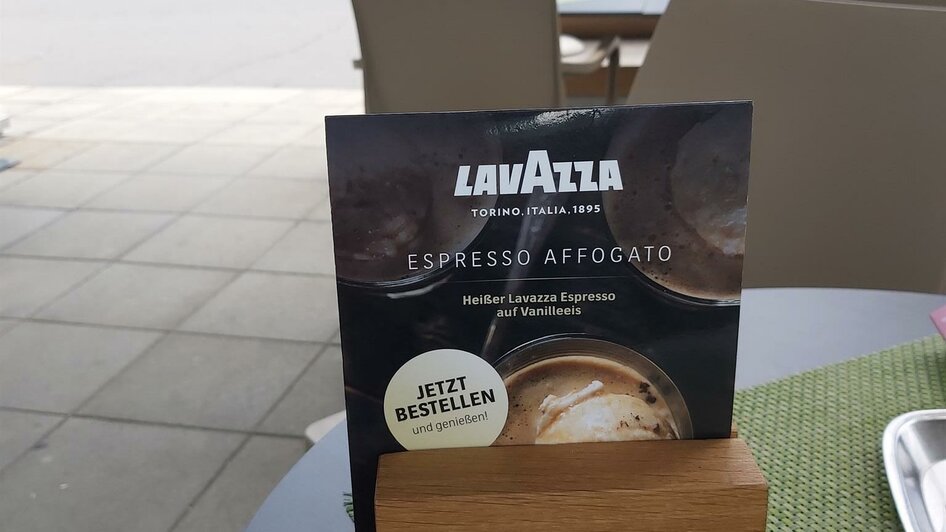 LAVAZZA
TORINO, ITALIA, 1895
ESPRESSO AFFOGATO
Heißer Lavazza Espresso
auf Vanilleeis
JETZT
BESTELLEN
und genießen!